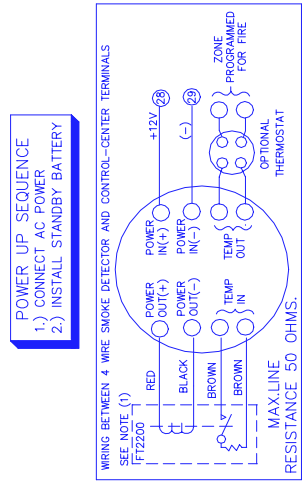 POWER UP SEQUENCE
1.) CONNECT AC POWER
2.) INSTALL STANDBY BATTERY
WIRING BETWEEN 4 WIRE SMOKE DETECTOR AND CONTROL-CENTER TERMINALS
SEE NOTE (1)
FT2200
RED
BLACK
BROWN
BROWN
POWER
OUT(+)
POWER
OUT(-)
TEMP
IN
POWER
IN(+)
POWER
IN(-)
TEMP
OUT
+12V
28
(-)
29
ZONE
PROGRAMMED
FOR FIRE
OPTIONAL
THERMOSTAT
MAX.LINE
RESISTANCE 50 OHMS.